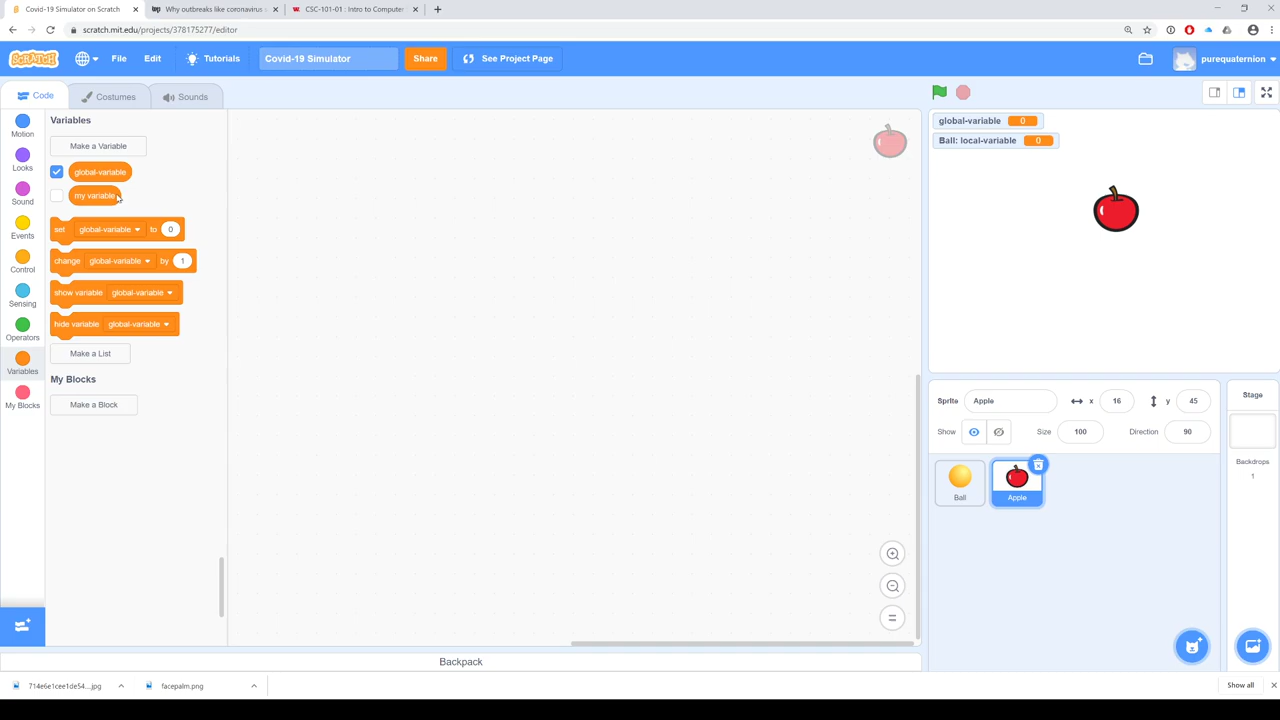 Covid-19 Simulator on Scratch
Why outbreaks like coronavirus
CSC-101-01 : Intro to Computer
scratch.mit.edu/projects/378175277/editor
SCRATCH
File
Edit
Tutorials
Covid-19 Simulator
Share
See Project Page
purequaternion
Code
Costumes
Sounds
Motion
Looks
Sound
Events
Control
Sensing
Operators
Variables
My Blocks
Variables
Make a Variable
global-variable
my variable
set global-variable to 0
change global-variable by 1
show variable global-variable
hide variable global-variable
Make a List
My Blocks
Make a Block
global-variable 0
Ball: local-variable 0
Sprite Apple x 16 y 45
Show Size 100 Direction 90
Ball
Apple
Stage
Backdrops
1
Backpack
714e6e1cee1de54....jpg
facepalm.png
Show all